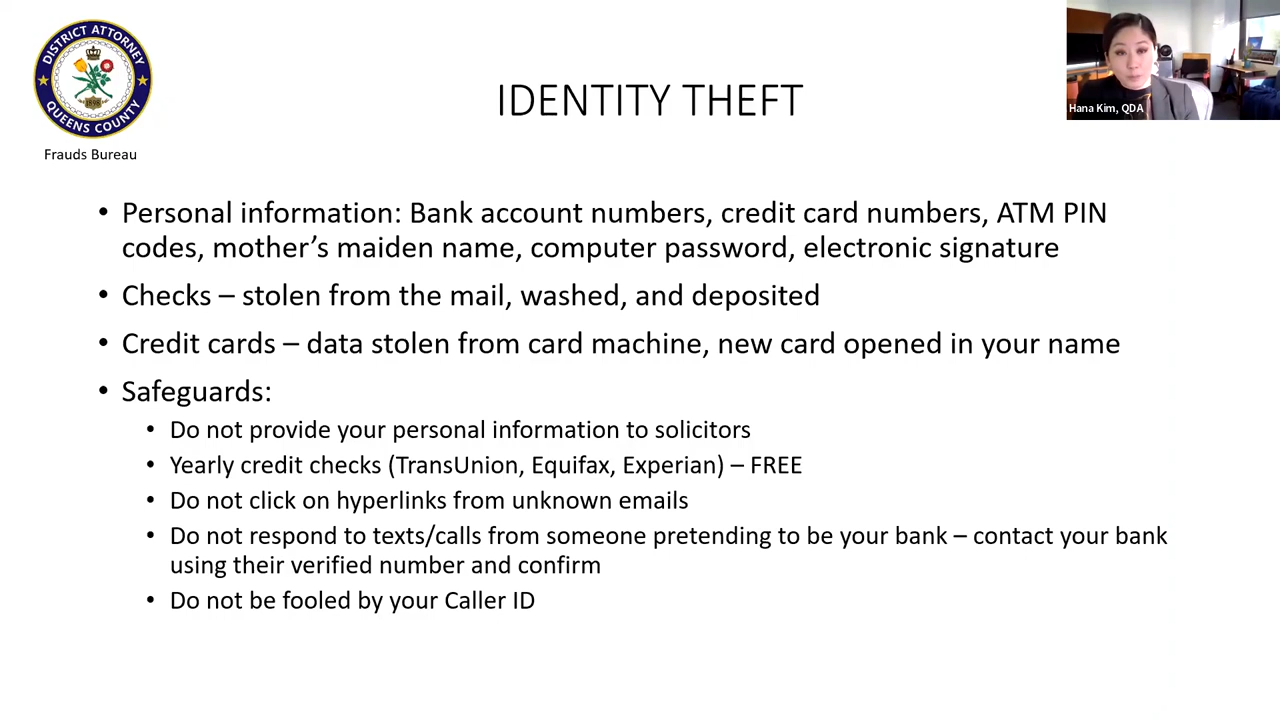 DISTRICT ATTORNEY
QUEENS COUNTY
1898
Frauds Bureau
IDENTITY THEFT
Hana Kim, QDA
• Personal information: Bank account numbers, credit card numbers, ATM PIN
codes, mother’s maiden name, computer password, electronic signature
• Checks – stolen from the mail, washed, and deposited
• Credit cards – data stolen from card machine, new card opened in your name
• Safeguards:
• Do not provide your personal information to solicitors
• Yearly credit checks (TransUnion, Equifax, Experian) – FREE
• Do not click on hyperlinks from unknown emails
• Do not respond to texts/calls from someone pretending to be your bank – contact your bank
using their verified number and confirm
• Do not be fooled by your Caller ID